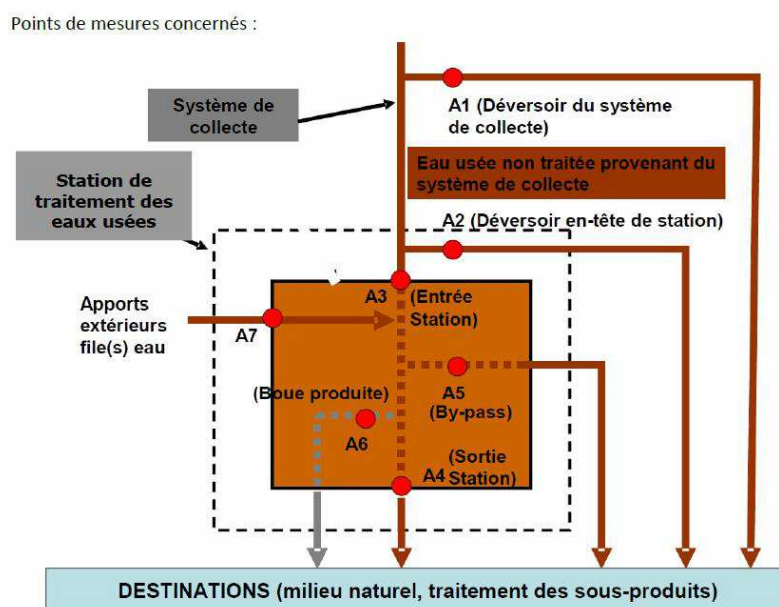 Points de mesures concernés :
Système de
collecte
A1 (Déversoir du système
de collecte)
Eau usée non traitée provenant du
système de collecte
Station de
traitement des
eaux usées
A2 (Déversoir en-tête de station)
A3
(Entrée
Station)
Apports
extérieurs
file(s) eau
A7
(Boue produite)
A5
(By-pass)
A6
(Sortie
Station)
A4
DESTINATIONS (milieu naturel, traitement des sous-produits)